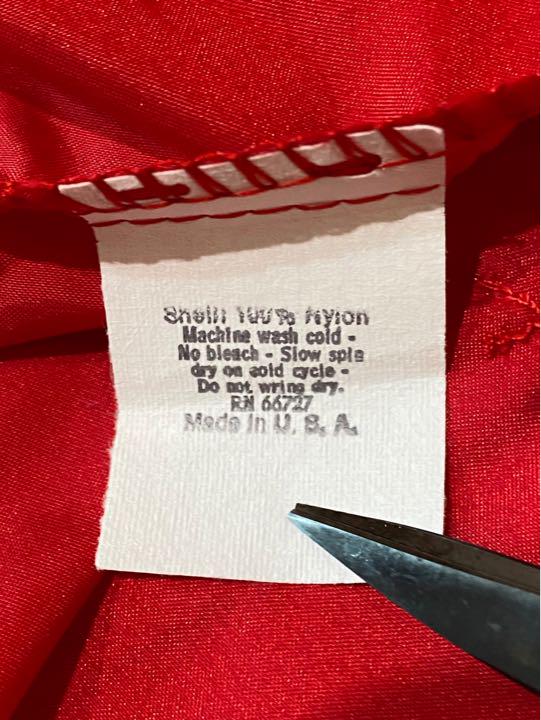 Shell 100% Nylon
Machine wash cold -
No bleach - Slow spin
dry on cold cycle -
Do not wring dry.
RN 66727
Made in U. S. A.